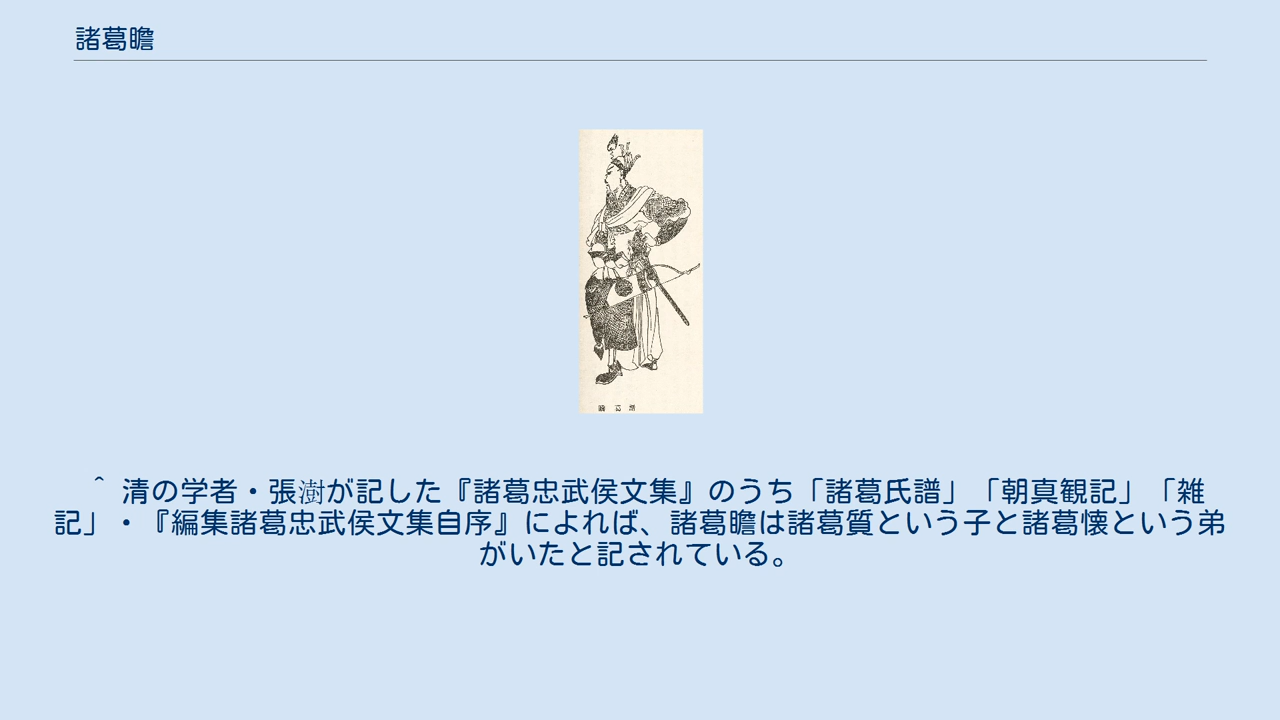 諸葛瞻
瞻 葛 諸
^ 清の学者・張澍が記した『諸葛忠武侯文集』のうち「諸葛氏譜」「朝真観記」「雑
記」・『編集諸葛忠武侯文集自序』によれば、諸葛瞻は諸葛質という子と諸葛懐という弟
がいたと記されている。